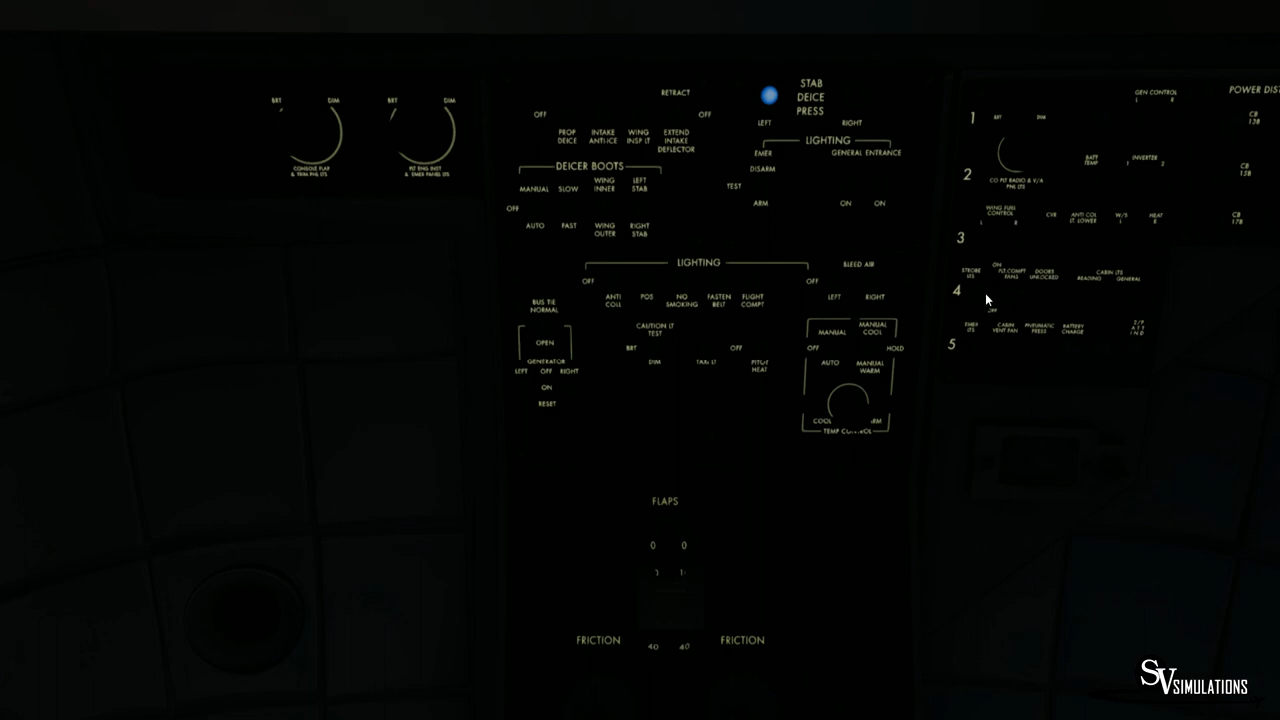 BRT DIM
CONSOLE FLAP
& TRIM PNL LTS
BRT DIM
PLT ENG INST
& EMER PANEL LTS
RETRACT
OFF
OFF
PROP
DEICE
INTAKE
ANTI-ICE
WING
INSP LT
EXTEND
INTAKE
DEFLECTOR
STAB
DEICE
PRESS
LEFT RIGHT
LIGHTING
EMER
GENERAL ENTRANCE
DISARM
TEST
ARM
ON ON
DEICER BOOTS
MANUAL SLOW
WING
INNER
LEFT
STAB
OFF
AUTO FAST
WING
OUTER
RIGHT
STAB
LIGHTING
OFF
OFF
ANTI
COLL
POS
NO
SMOKING
FASTEN
BELT
FLIGHT
COMPT
CAUTION LT
TEST
BRT
DIM
OFF
PITOT
HEAT
BUS TIE
NORMAL
OPEN
GENERATOR
LEFT OFF RIGHT
ON
RESET
BLEED AIR
LEFT RIGHT
MANUAL
MANUAL
COOL
OFF
HOLD
AUTO
MANUAL
WARM
COOL
TEMP
FLAPS
0 0
FRICTION
40 40
FRICTION
GEN CONTROL
L R
POWER DIST
1
BRT DIM
CB
13B
BATT
TEMP
INVERTER
1 2
2
CO PLT RADIO &
PNL LTS
CB
15B
WING FUEL
CONTROL
L R
CVR
ANTI COL
LT. LOWER
W/S
HEAT
CB
17B
3
STROBE
LTS
ON
PLT.COMPT
FANS
DOORS
UNLOCKED
CABIN LTS
READING GENERAL
4
OFF
EMER
LTS
CABIN
VENT FAN
PNEUMATIC
PRESS
BATTERY
CHARGE
5
SV SIMULATIONS